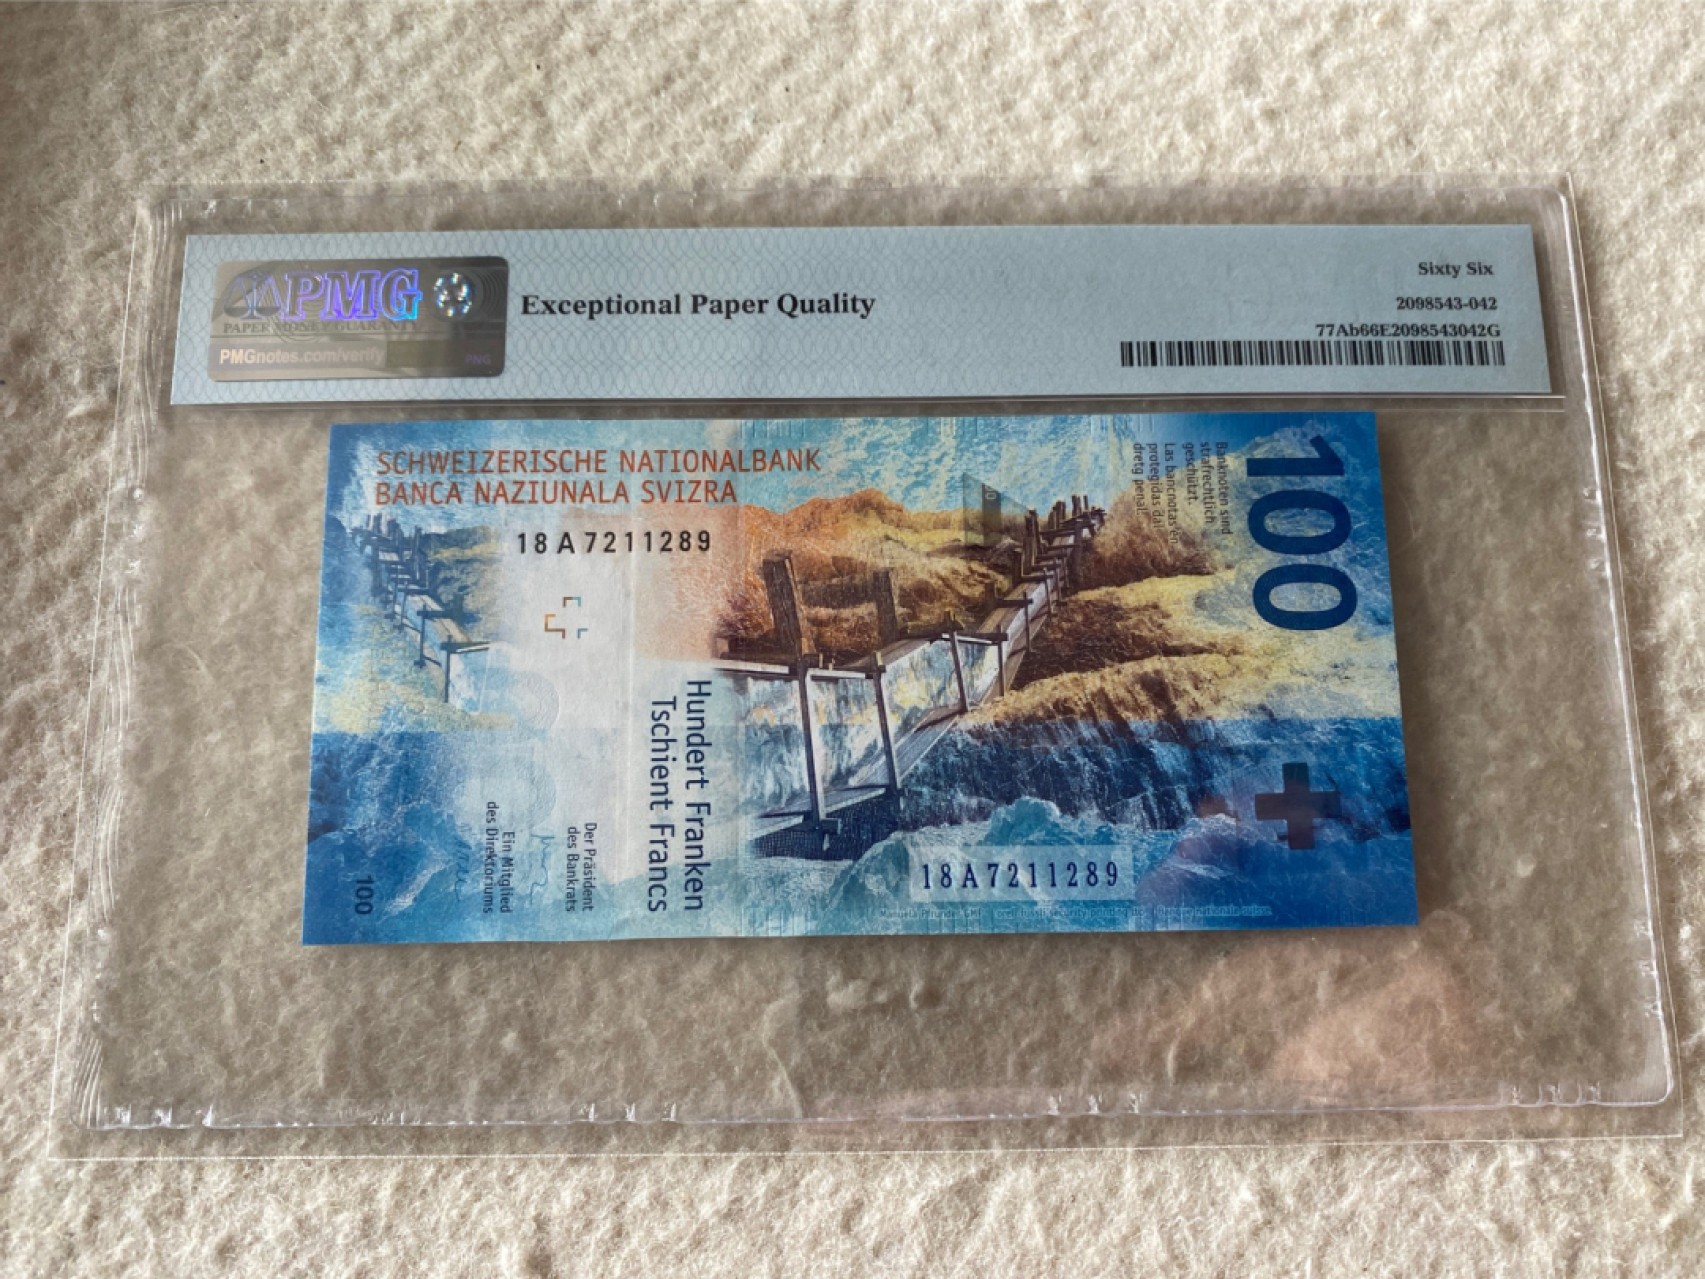 PMG
PAPER MONEY GUARANTY
PMGnotes.com/verify
PNG
Exceptional Paper Quality
Sixty Six
2098543-042
77Ab66E2098543042G
SCHWEIZERISCHE NATIONALBANK
BANCA NAZIUNALA SVIZRA
18A7211289
Banknoten sind
strafrechtlich
geschützt.
Las bancnotas èn
protegidas dal
dretg penal.
100
Hundert Franken
Tschient Francs
Der Präsident
des Bankrats
Ein Mitglied
des Direktoriums
100
18A7211289